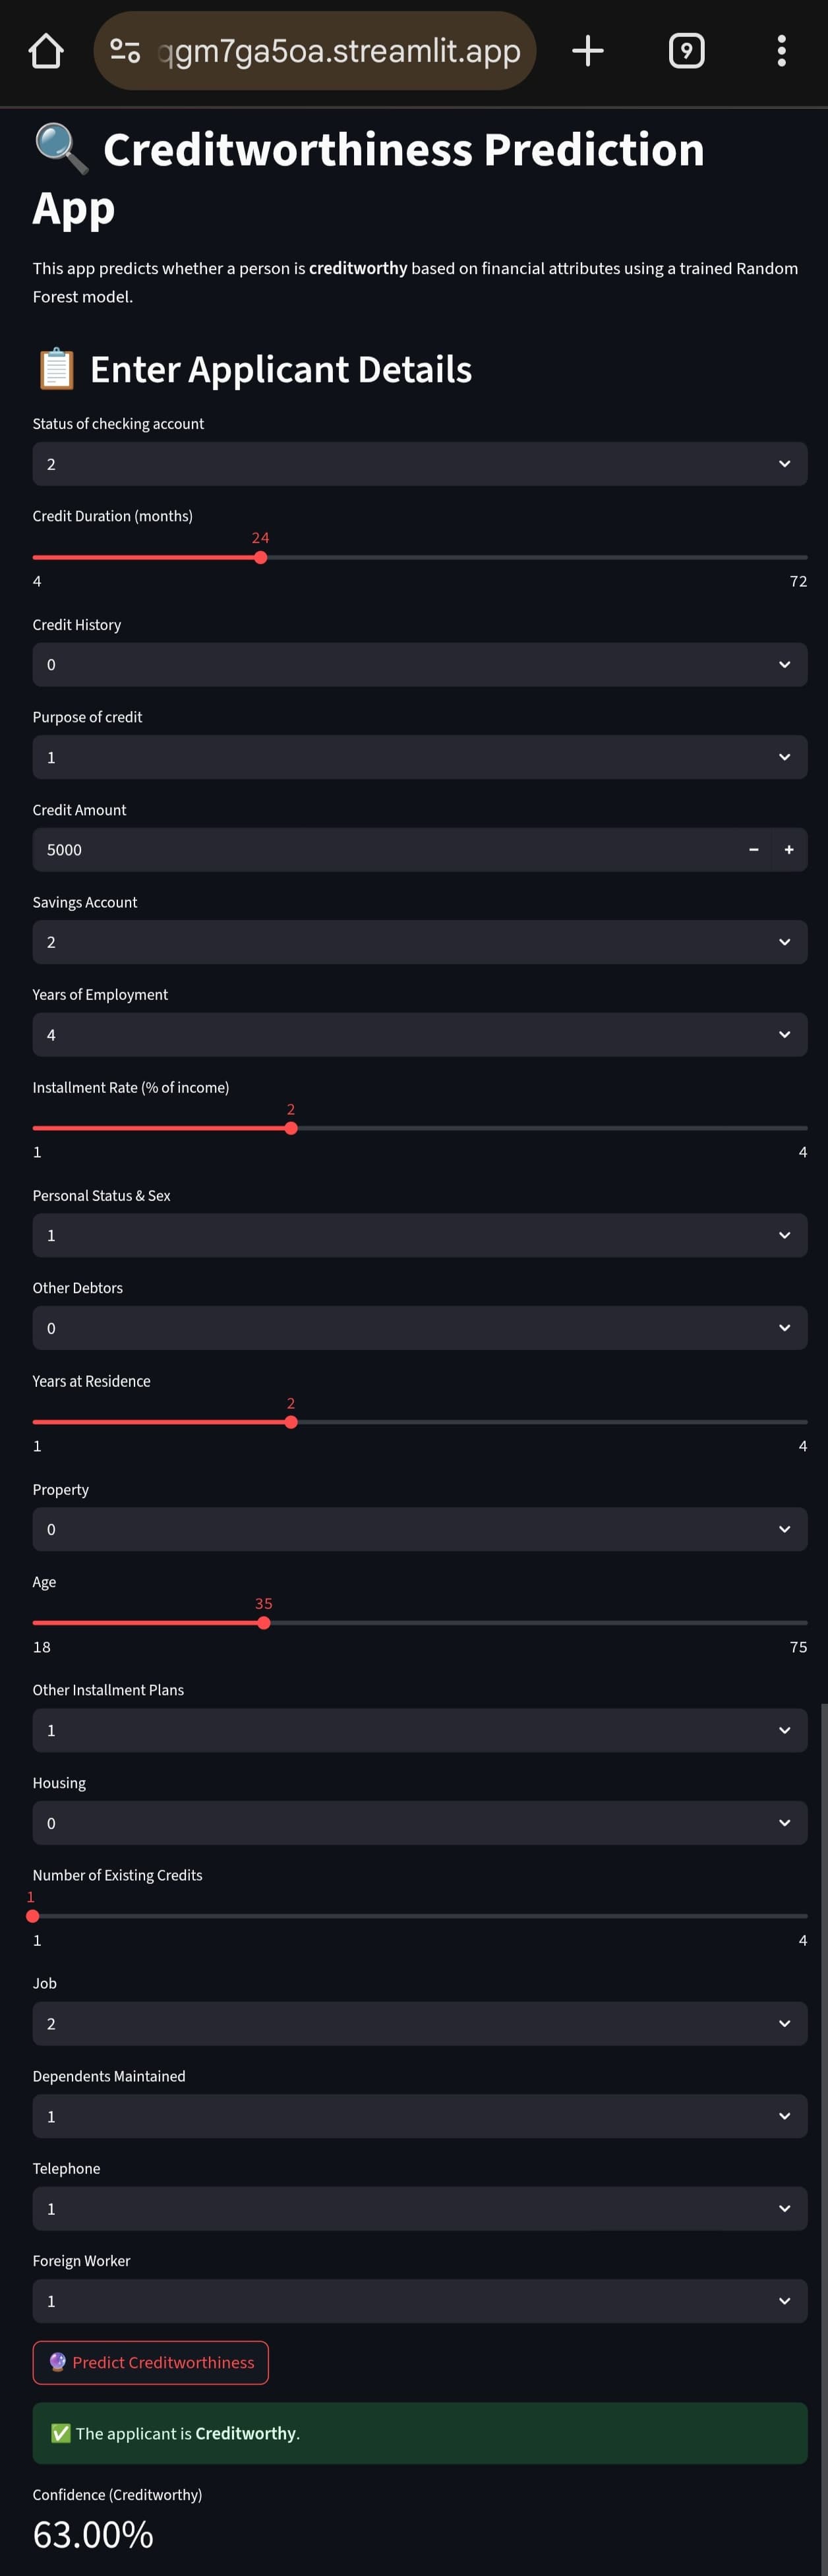 qgm7ga5oa.streamlit.app
9
🔍 Creditworthiness Prediction
App
This app predicts whether a person is creditworthy based on financial attributes using a trained Random
Forest model.
📋 Enter Applicant Details
Status of checking account
2
Credit Duration (months)
24
4 72
Credit History
0
Purpose of credit
1
Credit Amount
5000 − +
Savings Account
2
Years of Employment
4
Installment Rate (% of income)
2
1 4
Personal Status & Sex
1
Other Debtors
0
Years at Residence
2
1 4
Property
0
Age
35
18 75
Other Installment Plans
1
Housing
0
Number of Existing Credits
1
1 4
Job
2
Dependents Maintained
1
Telephone
1
Foreign Worker
1
🔮 Predict Creditworthiness
✅ The applicant is Creditworthy.
Confidence (Creditworthy)
63.00%